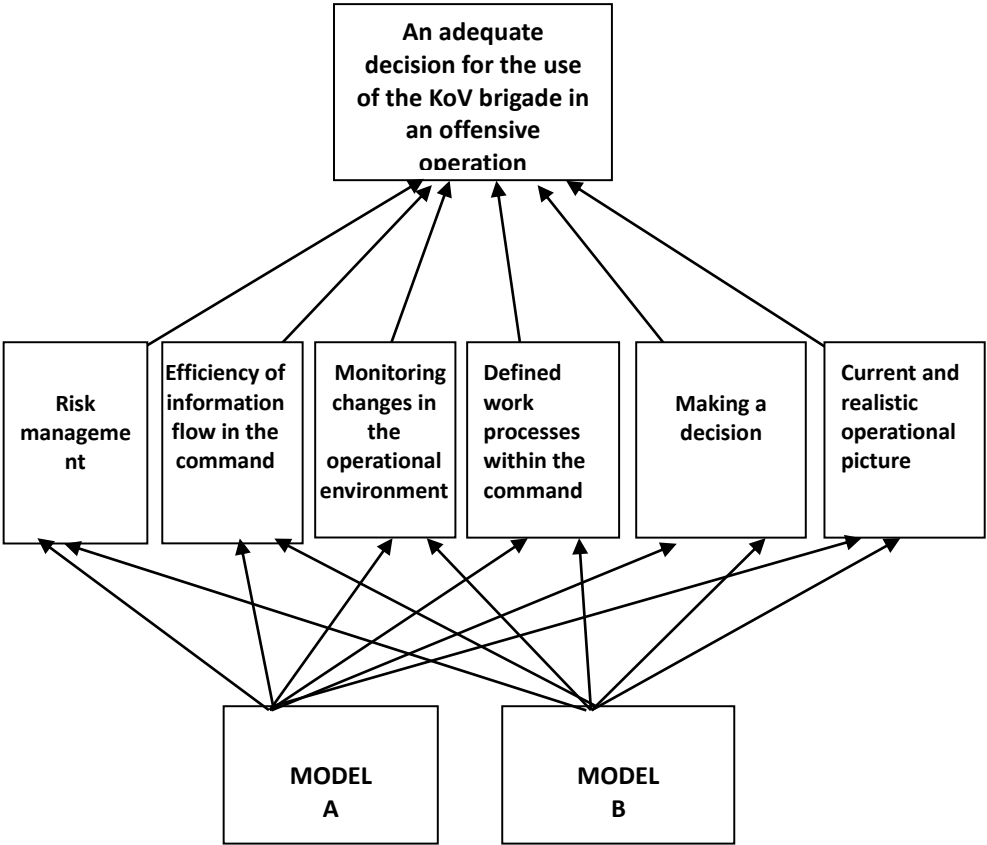 An adequate
decision for the use
of the KoV brigade in
an offensive
operation
Risk
manageme
nt
Efficiency of
information
flow in the
command
Monitoring
changes in
the
operational
environment
Defined
work
processes
within the
command
Making a
decision
Current and
realistic
operational
picture
MODEL
A
MODEL
B